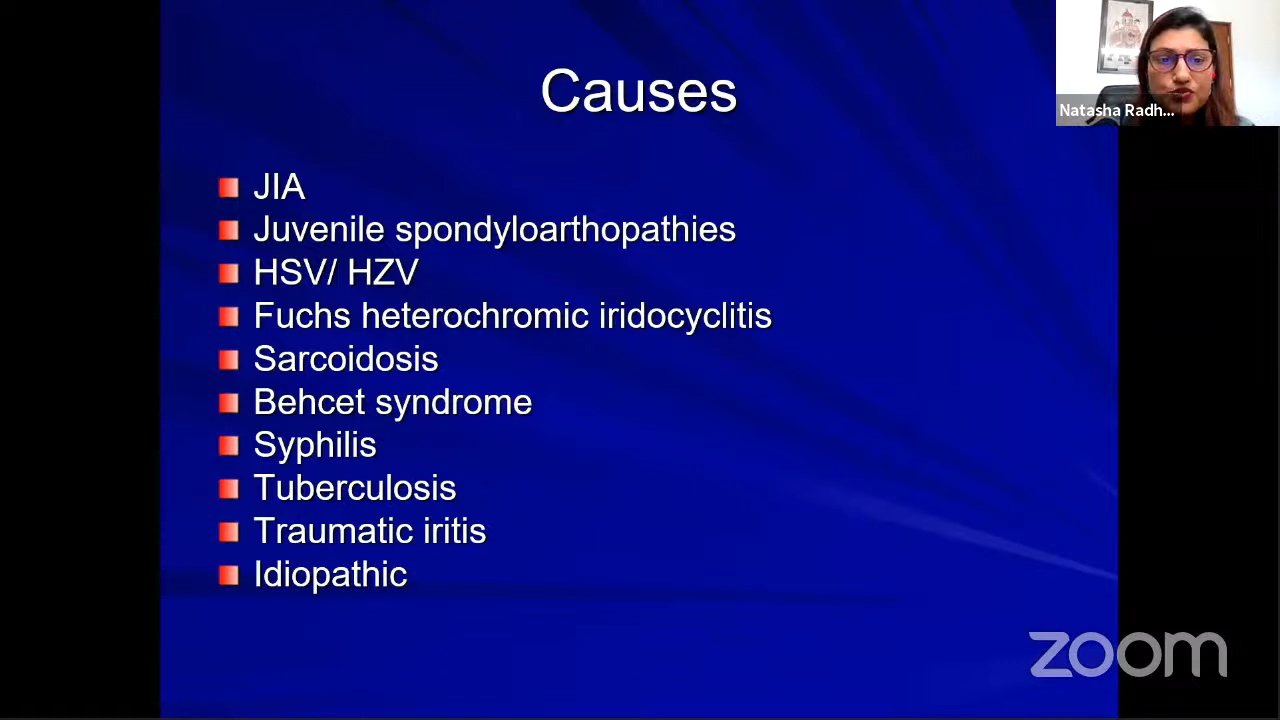 Causes
Natasha Radh...
JIA
Juvenile spondyloarthopathies
HSV/ HZV
Fuchs heterochromic iridocyclitis
Sarcoidosis
Behcet syndrome
Syphilis
Tuberculosis
Traumatic iritis
Idiopathic
zoom